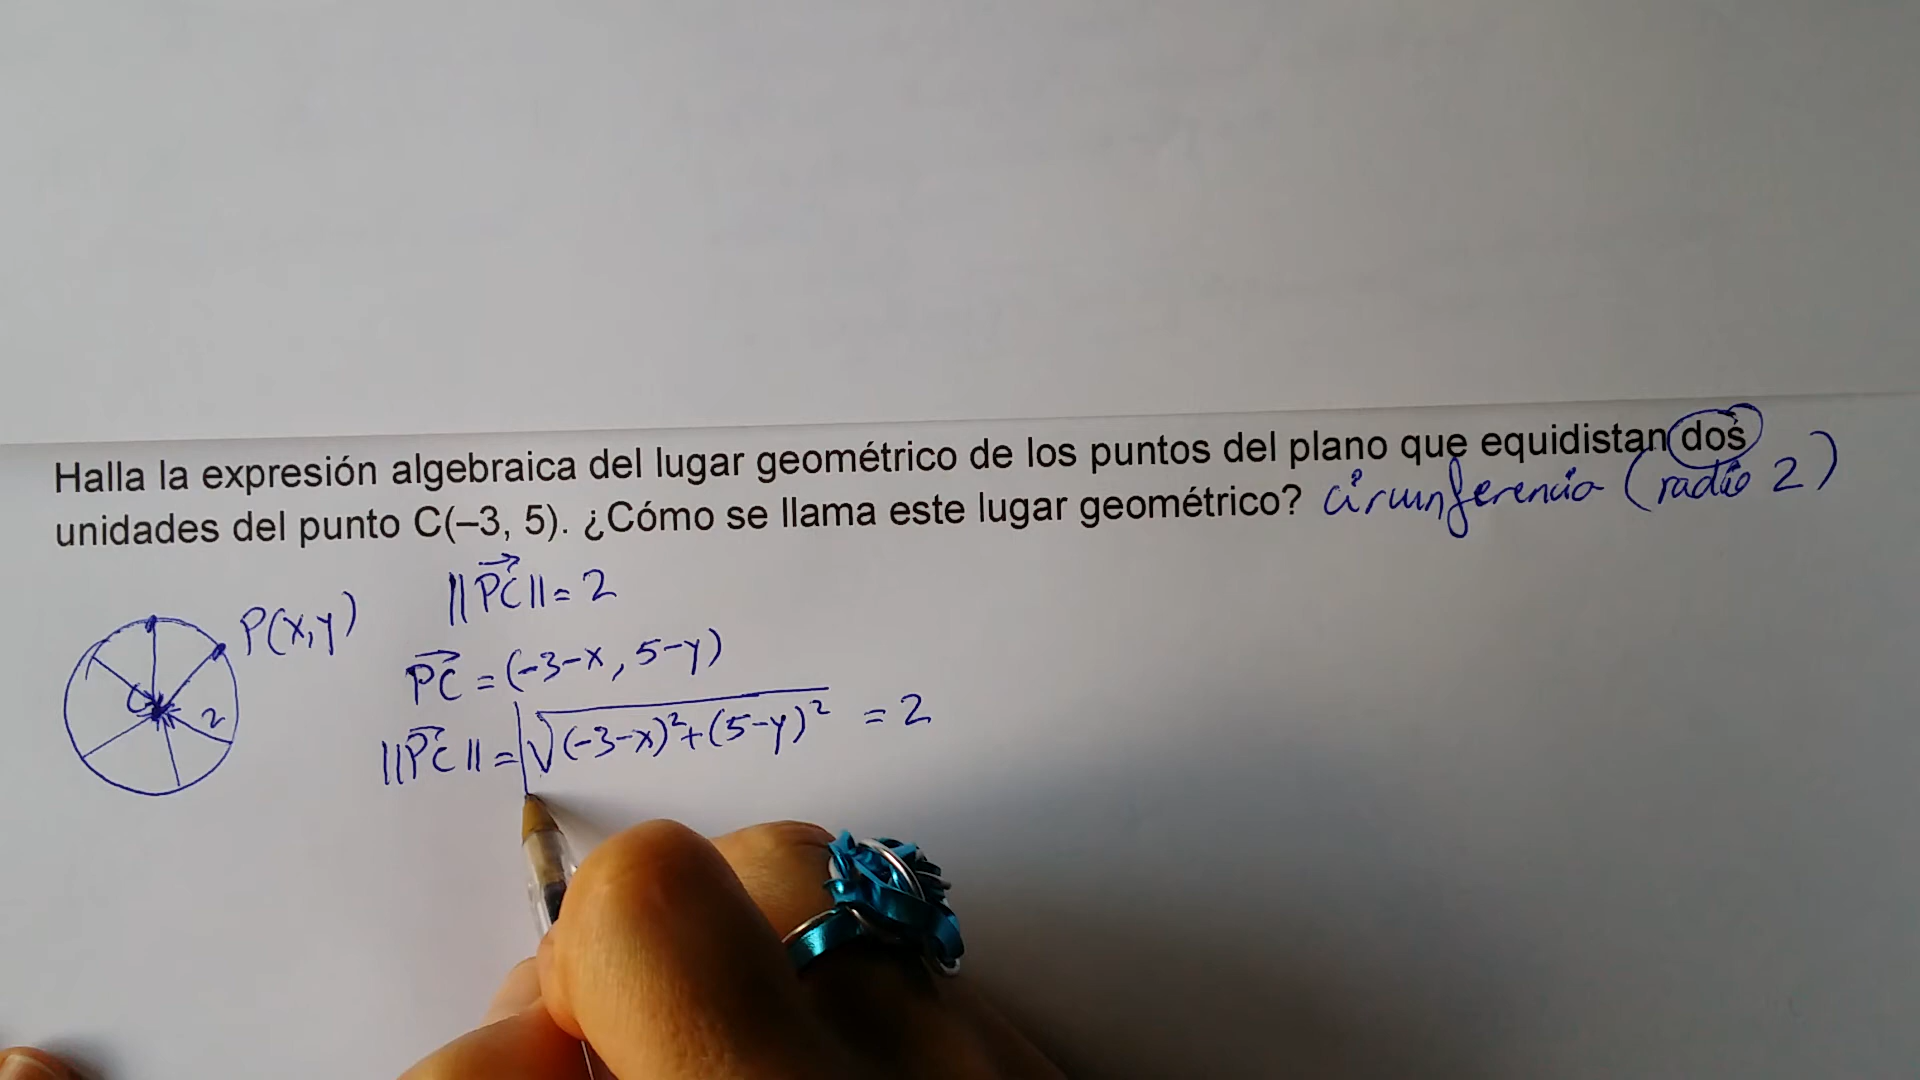 Halla la expresión algebraica del lugar geométrico de los puntos del plano que equidistan dos
unidades del punto C(–3, 5). ¿Cómo se llama este lugar geométrico? circunferencia (radio 2)
||PC|| = 2
P(x,y)
PC = (-3-x, 5-y)
C 2
||PC|| = √(-3-x)²+(5-y)² = 2